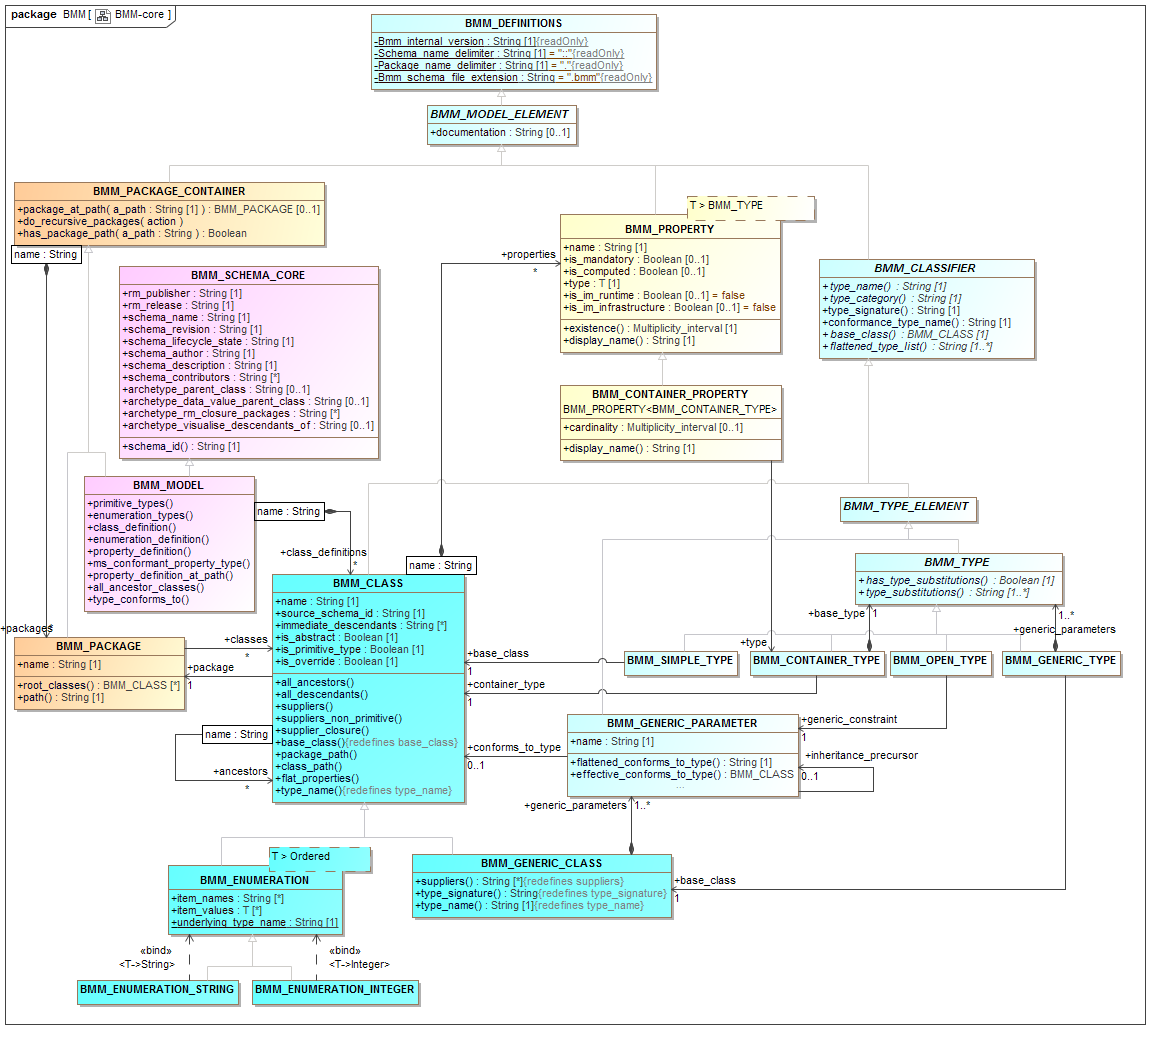 package BMM [ BMM-core ]
BMM_DEFINITIONS
-Bmm_internal_version : String [1]{readOnly}
-Schema_name_delimiter : String [1] = "::"{readOnly}
-Package_name_delimiter : String [1] = "."{readOnly}
-Bmm_schema_file_extension : String = ".bmm"{readOnly}
BMM_MODEL_ELEMENT
+documentation : String [0..1]
BMM_PACKAGE_CONTAINER
+package_at_path( a_path : String [1] ) : BMM_PACKAGE [0..1]
+do_recursive_packages( action )
+has_package_path( a_path : String ) : Boolean
name : String
T > BMM_TYPE
BMM_PROPERTY
+name : String [1]
+is_mandatory : Boolean [0..1]
+is_computed : Boolean [0..1]
+type : T [1]
+is_im_runtime : Boolean [0..1] = false
+is_im_infrastructure : Boolean [0..1] = false
+existence() : Multiplicity_interval [1]
+display_name() : String [1]
+properties
*
BMM_CLASSIFIER
+type_name() : String [1]
+type_category() : String [1]
+type_signature() : String [1]
+conformance_type_name() : String [1]
+base_class() : BMM_CLASS [1]
+flattened_type_list() : String [1..*]
BMM_SCHEMA_CORE
+rm_publisher : String [1]
+rm_release : String [1]
+schema_name : String [1]
+schema_revision : String [1]
+schema_lifecycle_state : String [1]
+schema_author : String [1]
+schema_description : String [1]
+schema_contributors : String [*]
+archetype_parent_class : String [0..1]
+archetype_data_value_parent_class : String [0..1]
+archetype_rm_closure_packages : String [*]
+archetype_visualise_descendants_of : String [0..1]
+schema_id() : String [1]
BMM_CONTAINER_PROPERTY
BMM_PROPERTY<BMM_CONTAINER_TYPE>
+cardinality : Multiplicity_interval [0..1]
+display_name() : String [1]
BMM_MODEL
+primitive_types()
+enumeration_types()
+class_definition()
+enumeration_definition()
+property_definition()
+ms_conformant_property_type()
+property_definition_at_path()
+all_ancestor_classes()
+type_conforms_to()
name : String
+class_definitions
*
name : String
BMM_TYPE_ELEMENT
BMM_TYPE
+has_type_substitutions() : Boolean [1]
+type_substitutions() : String [1..*]
+base_type
1
1..*
+generic_parameters
+type
BMM_SIMPLE_TYPE
BMM_CONTAINER_TYPE
BMM_OPEN_TYPE
BMM_GENERIC_TYPE
+packages
*
BMM_PACKAGE
+name : String [1]
+root_classes() : BMM_CLASS [*]
+path() : String [1]
+classes
*
+package
1
BMM_CLASS
+name : String [1]
+source_schema_id : String [1]
+immediate_descendants : String [*]
+is_abstract : Boolean [1]
+is_primitive_type : Boolean [1]
+is_override : Boolean [1]
+all_ancestors()
+all_descendants()
+suppliers()
+suppliers_non_primitive()
+supplier_closure()
+base_class(){redefines base_class}
+package_path()
+class_path()
+flat_properties()
+type_name(){redefines type_name}
name : String
+ancestors
*
+base_class
1
+container_type
1
+conforms_to_type
0..1
BMM_GENERIC_PARAMETER
+name : String [1]
+flattened_conforms_to_type() : String [1]
+effective_conforms_to_type() : BMM_CLASS
...
+generic_constraint
1
+inheritance_precursor
0..1
+generic_parameters
1..*
T > Ordered
BMM_ENUMERATION
+item_names : String [*]
+item_values : T [*]
+underlying_type_name : String [1]
BMM_GENERIC_CLASS
+suppliers() : String [*]{redefines suppliers}
+type_signature() : String{redefines type_signature}
+type_name() : String [1]{redefines type_name}
+base_class
1
«bind»
<T->String>
«bind»
<T->Integer>
BMM_ENUMERATION_STRING
BMM_ENUMERATION_INTEGER